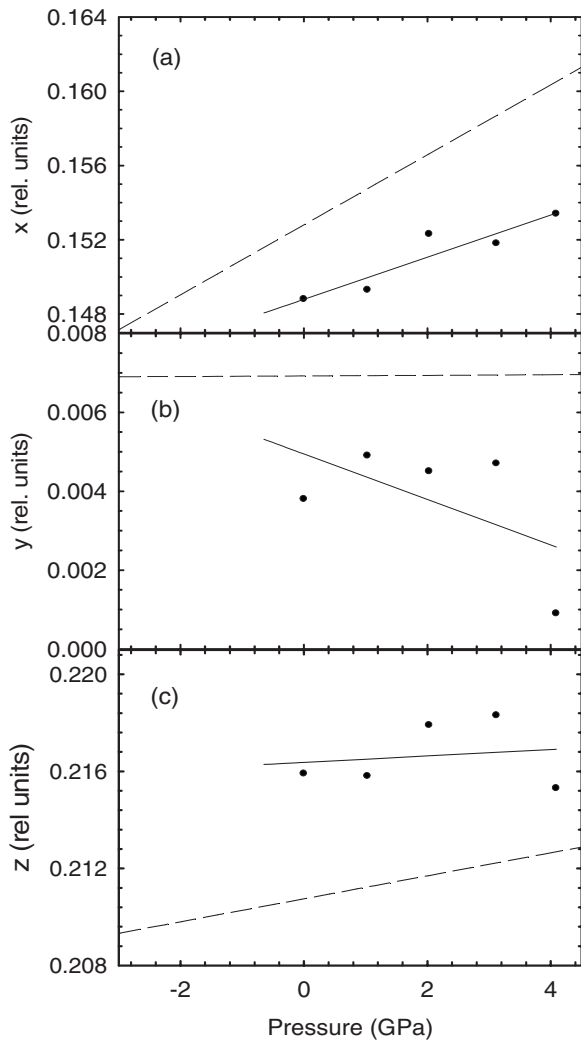 0.164
(a)
0.160
0.156
x (rel. units)
0.152
0.148
0.008
(b)
0.006
0.004
y (rel. units)
0.002
0.000
0.220
(c)
0.216
z (rel units)
0.212
0.208
-2 0 2 4
Pressure (GPa)